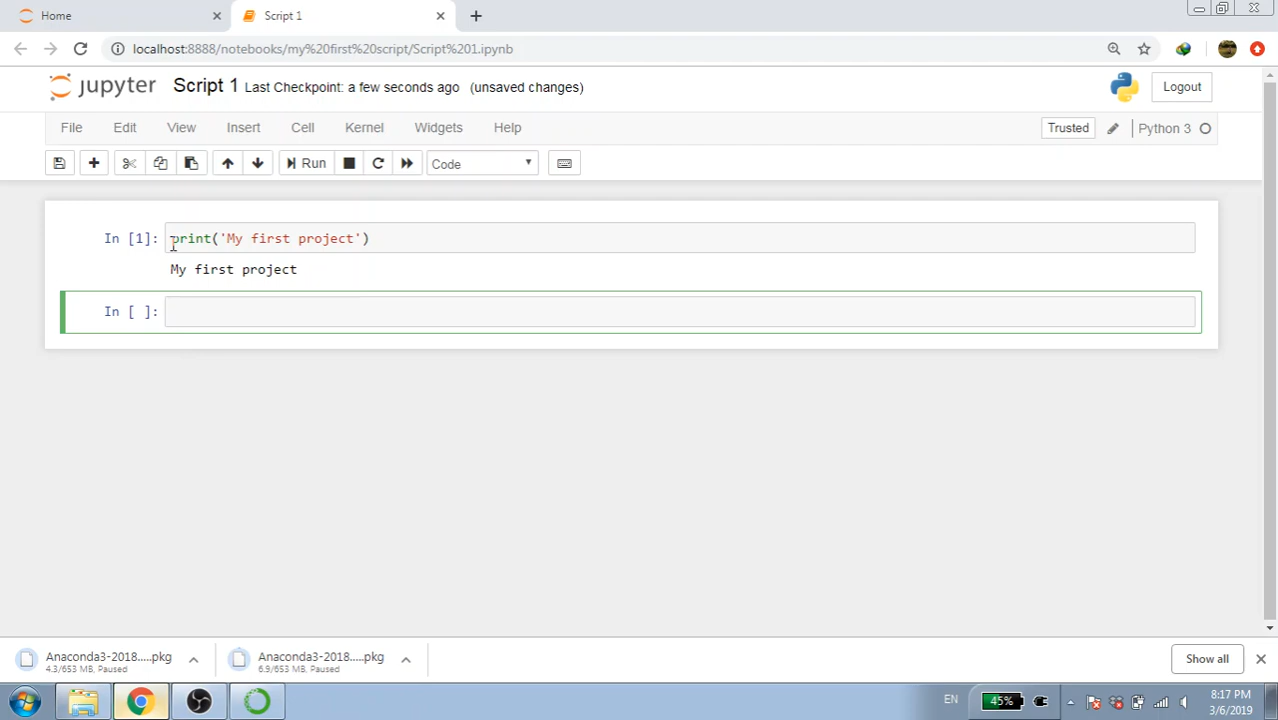 Home
Script 1
localhost:8888/notebooks/my%20first%20script/Script%201.ipynb
jupyter Script 1 Last Checkpoint: a few seconds ago (unsaved changes)
Logout
File Edit View Insert Cell Kernel Widgets Help
Trusted
Python 3
Run
Code
In [1]: print('My first project')
My first project
In [ ]:
Anaconda3-2018.....pkg
4.3/653 MB, Paused
Anaconda3-2018.....pkg
6.9/653 MB, Paused
Show all
EN
45%
8:17 PM
3/6/2019